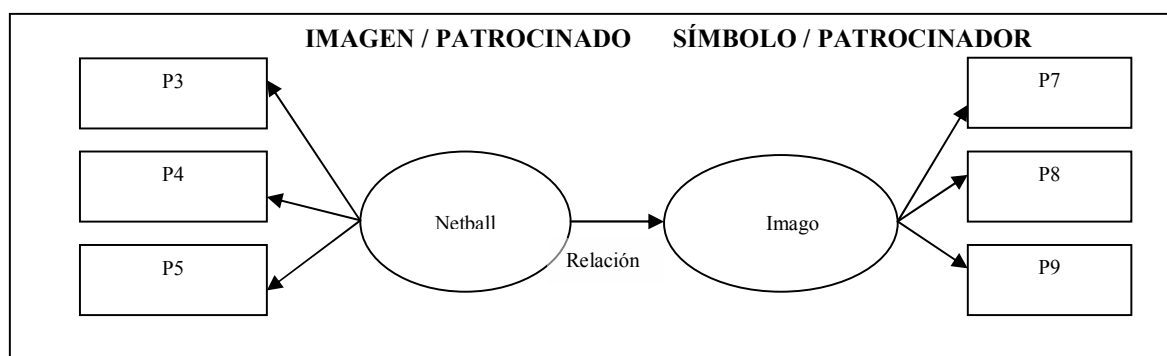 IMAGEN / PATROCINADO SÍMBOLO / PATROCINADOR
P3
P4
P5
Netball
Relación
Imago
P7
P8
P9